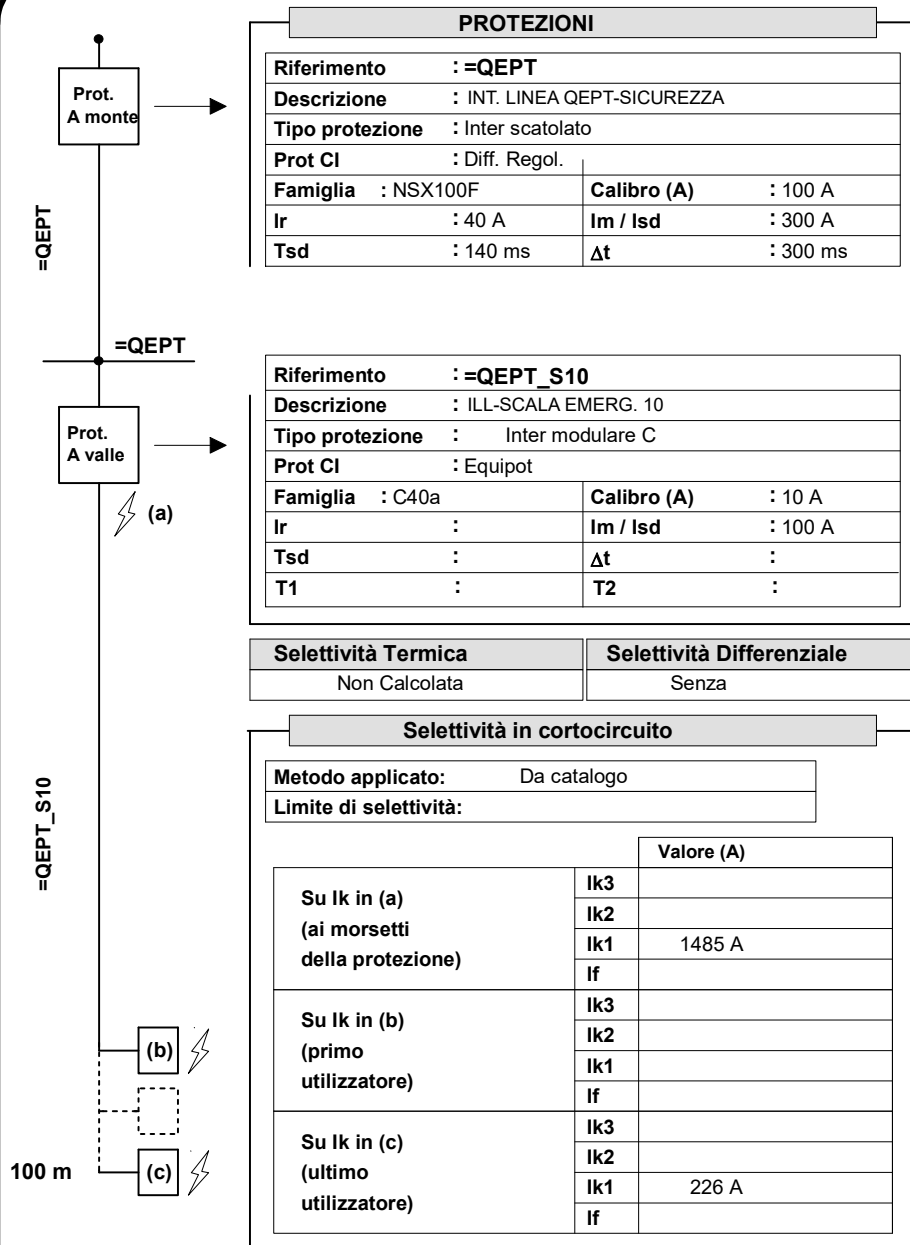 PROTEZIONI
Prot.
A monte
Riferimento : =QEPT
Descrizione : INT. LINEA QEPT-SICUREZZA
Tipo protezione : Inter scatolato
Prot CI : Diff. Regol.
Famiglia : NSX100F Calibro (A) : 100 A
Ir : 40 A Im / Isd : 300 A
Tsd : 140 ms Δt : 300 ms
=QEPT
=QEPT
Prot.
A valle
(a)
Riferimento : =QEPT_S10
Descrizione : ILL-SCALA EMERG. 10
Tipo protezione : Inter modulare C
Prot CI : Equipot
Famiglia : C40a Calibro (A) : 10 A
Ir : Im / Isd : 100 A
Tsd : Δt :
T1 : T2 :
Selettività Termica Selettività Differenziale
Non Calcolata Senza
Selettività in cortocircuito
Metodo applicato: Da catalogo
Limite di selettività:
=QEPT_S10
Valore (A)
Su Ik in (a)
(ai morsetti
della protezione)
Ik3
Ik2
Ik1 1485 A
If
Su Ik in (b)
(primo
utilizzatore)
Ik3
Ik2
Ik1
If
(b)
Su Ik in (c)
(ultimo
utilizzatore)
Ik3
Ik2
Ik1 226 A
If
100 m (c)